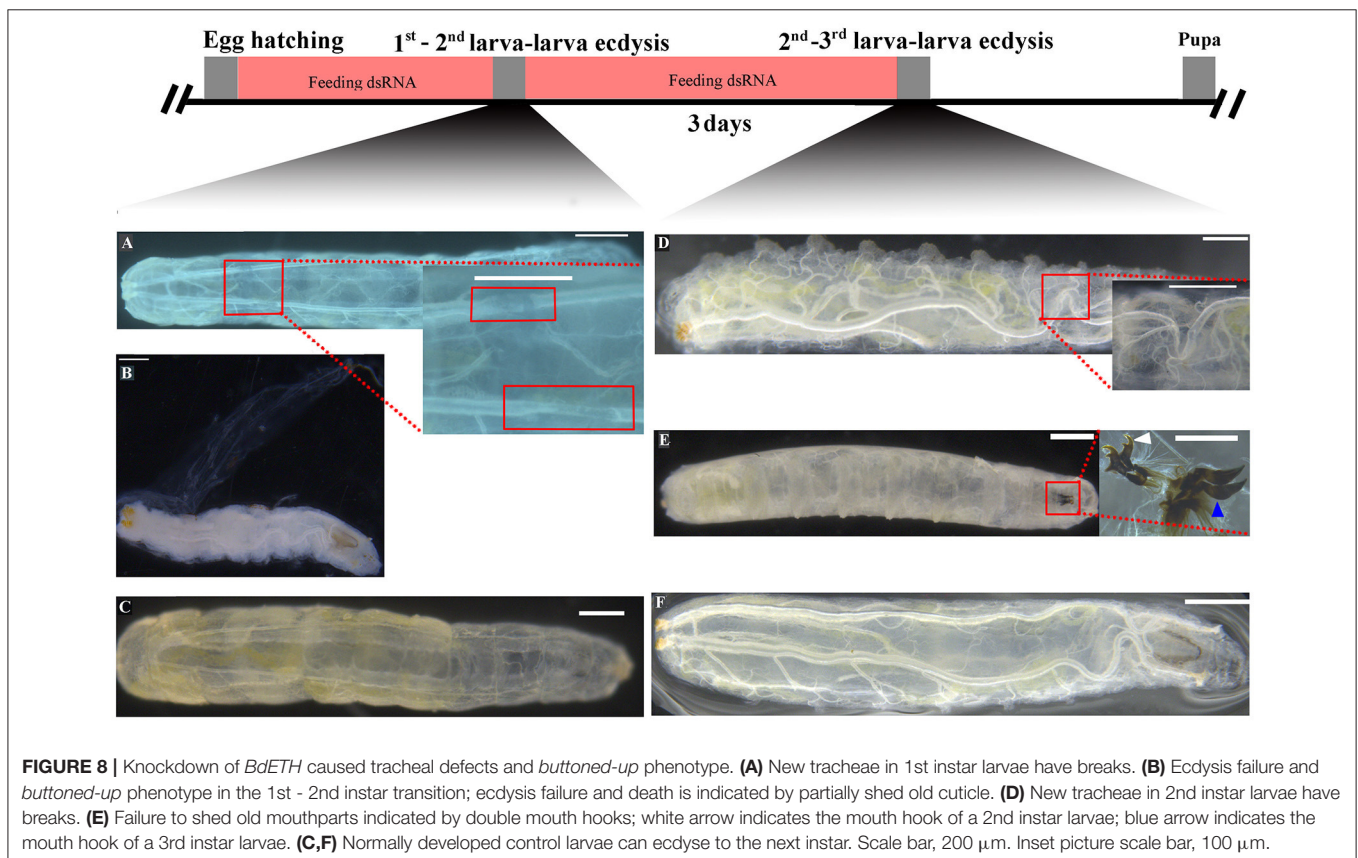 Egg hatching 1st - 2nd larva-larva ecdysis 2nd-3rd larva-larva ecdysis Pupa
Feeding dsRNA Feeding dsRNA
3 days
A
D
B
E
C
F
FIGURE 8 | Knockdown of BdETH caused tracheal defects and buttoned-up phenotype. (A) New tracheae in 1st instar larvae have breaks. (B) Ecdysis failure and
buttoned-up phenotype in the 1st - 2nd instar transition; ecdysis failure and death is indicated by partially shed old cuticle. (D) New tracheae in 2nd instar larvae have
breaks. (E) Failure to shed old mouthparts indicated by double mouth hooks; white arrow indicates the mouth hook of a 2nd instar larvae; blue arrow indicates the
mouth hook of a 3rd instar larvae. (C,F) Normally developed control larvae can ecdyse to the next instar. Scale bar, 200 μm. Inset picture scale bar, 100 μm.